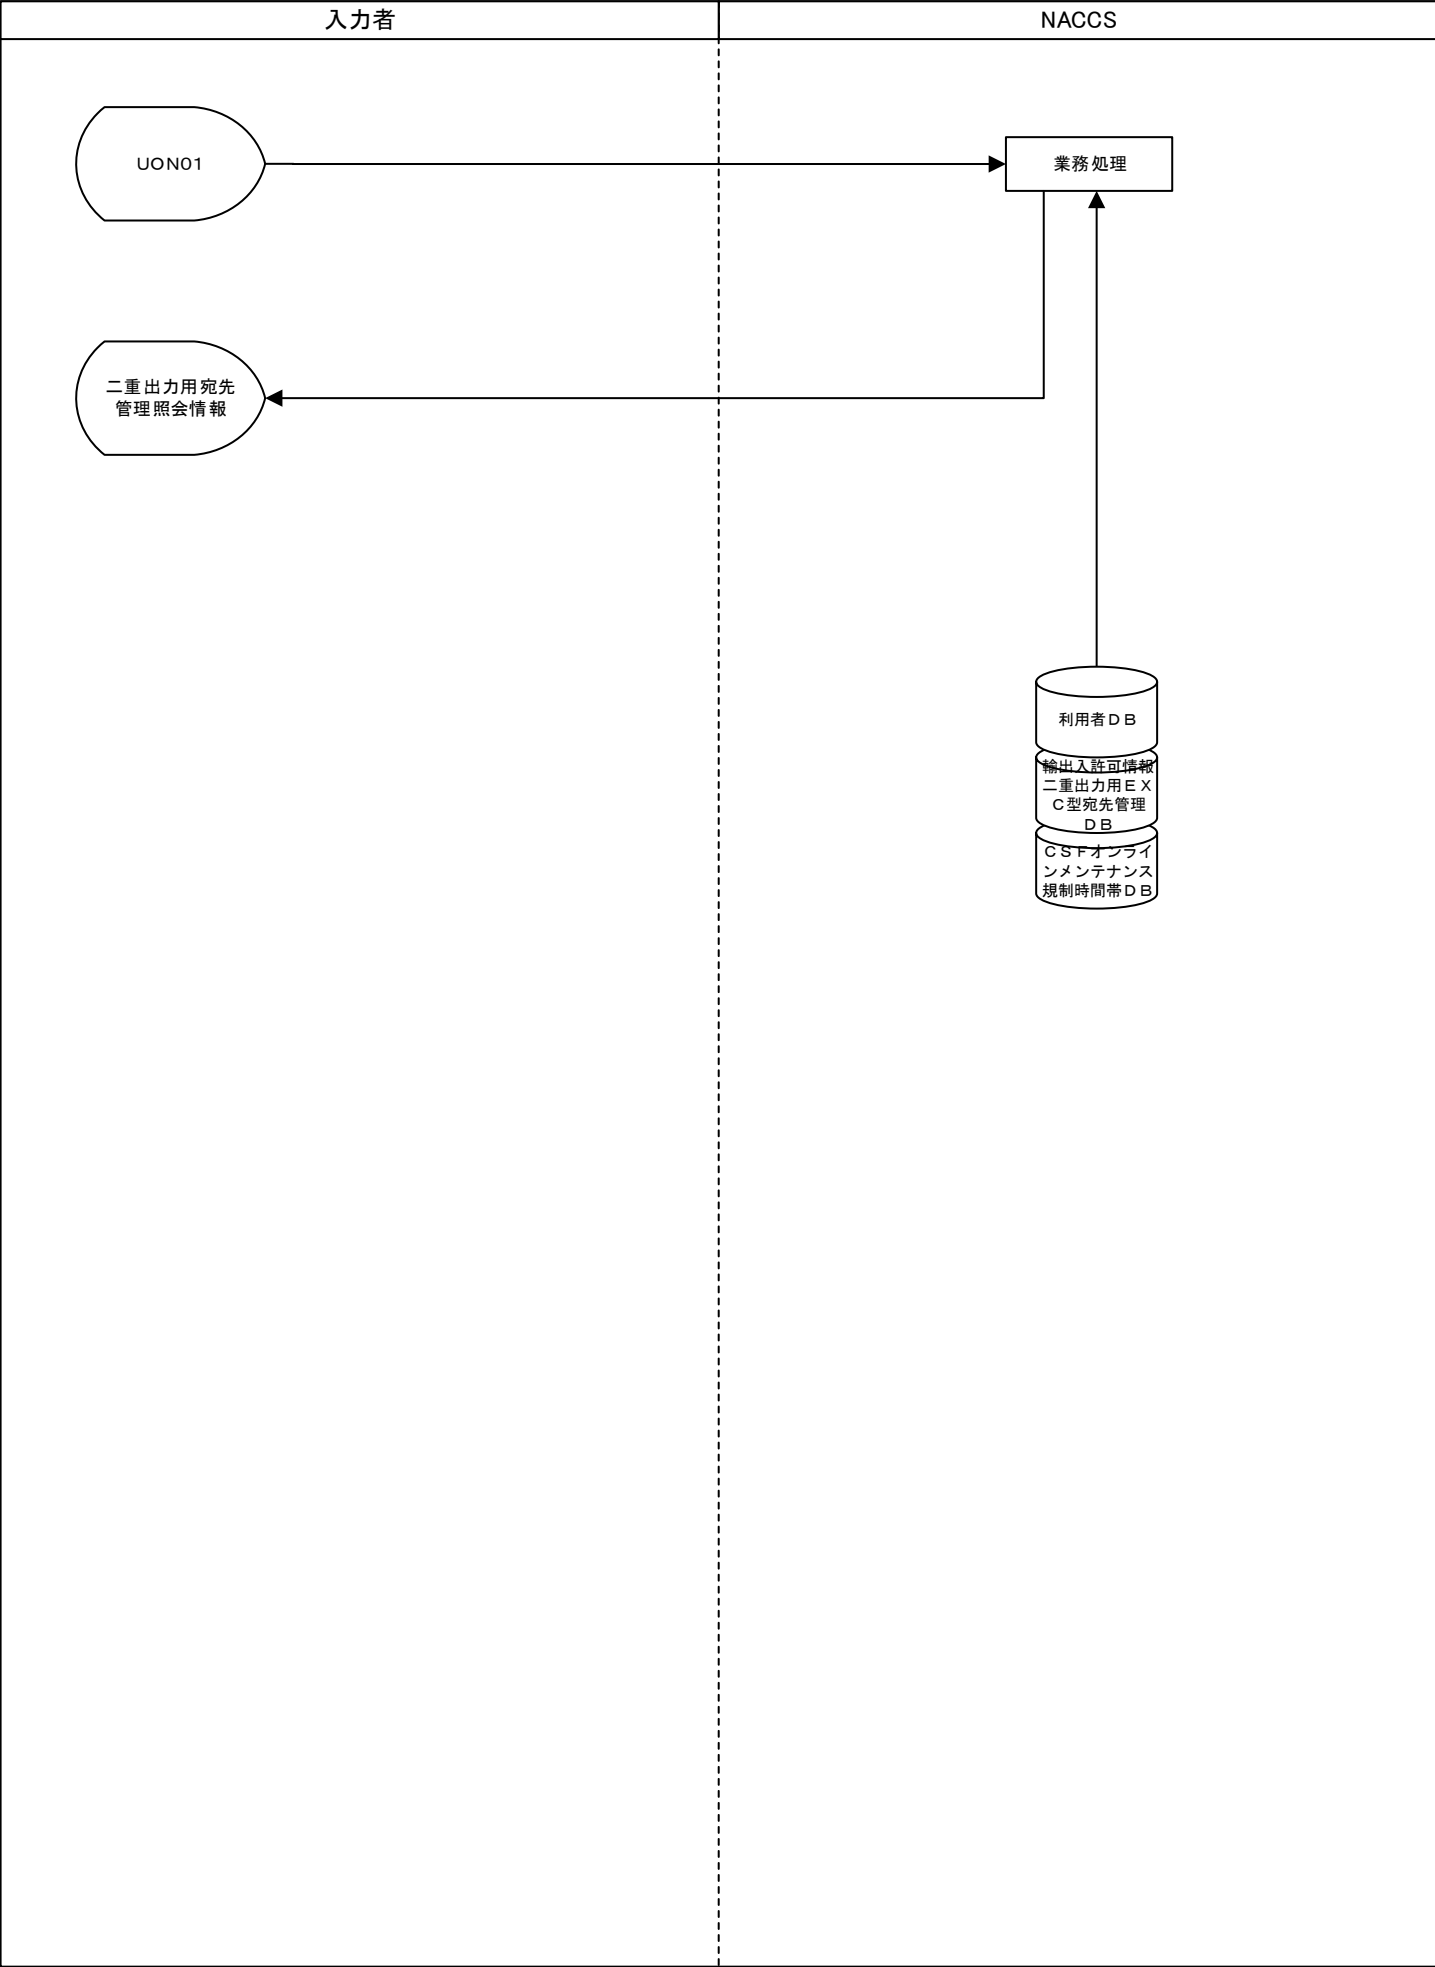 入力者
NACCS
UON01
業務処理
二重出力用宛先
管理照会情報
利用者ＤＢ
輸出入許可情報
二重出力用ＥＸ
Ｃ型宛先管理
ＤＢ
ＣＳＦオンライ
ンメンテナンス
規制時間帯ＤＢ